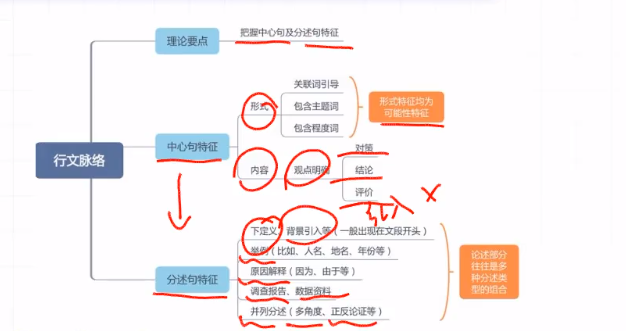 行文脉络
理论要点
把握中心句及分述句特征
中心句特征
形式
关联词引导
包含主题词
包含程度词
形式特征均为
可能性特征
内容
观点明确
对策
结论
评价
分述句特征
下定义、背景引入等（一般出现在文段开头）
举例（比如、人名、地名、年份等）
原因解释（因为、由于等）
调查报告、数据资料
并列分述（多角度、正反论证等）
论述部分
往往是多
种分述类
型的组合